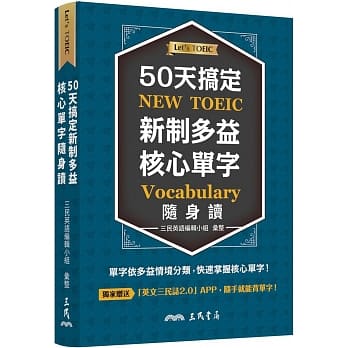 Let's TOEIC
50天搞定新制多益
核心單字隨身讀
三民英語編輯小組 彙整
三民書局
Let's TOEIC
50天搞定
NEW TOEIC
新制多益
核心單字
Vocabulary
隨身讀
三民英語編輯小組 彙整
單字依多益情境分類,快速掌握核心單字!
獨家贈送 「英文三民誌2.0」APP,隨手就能背單字!
三民書局